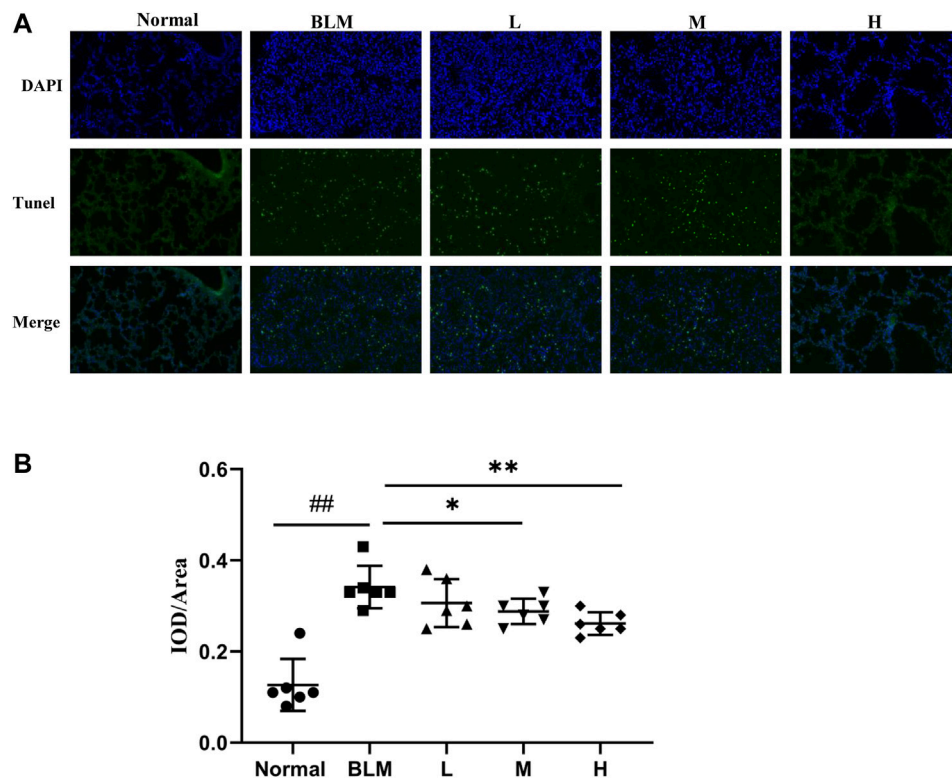 A
Normal BLM L M H
DAPI
Tunel
Merge
B
IOD/Area
0.6
0.4
0.2
0.0
##
**
*
Normal BLM L M H